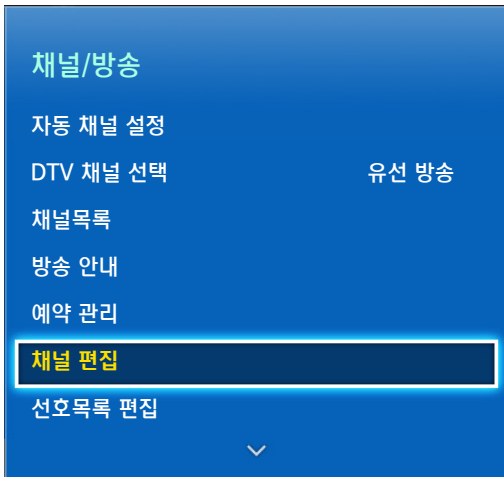 채널/방송
자동 채널 설정
DTV 채널 선택 유선 방송
채널목록
방송 안내
예약 관리
채널 편집
선호목록 편집